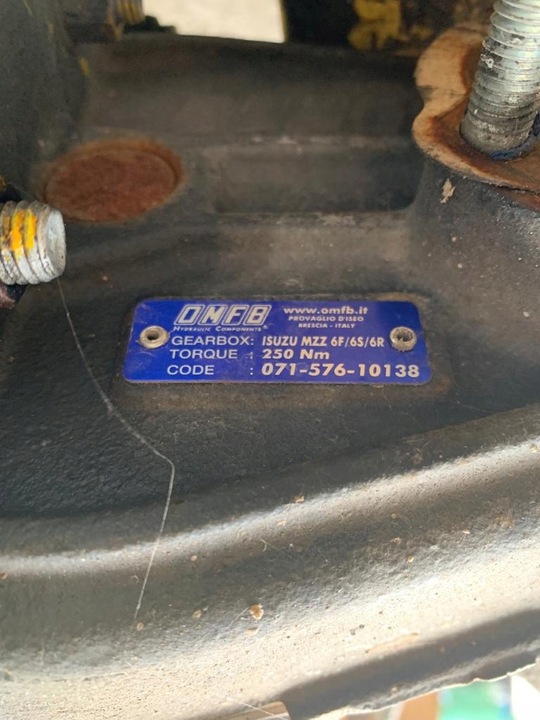 OMFB
HYDRAULIC COMPONENTS®
www.omfb.it
PROVAGLIO D'ISEO
BRESCIA - ITALY
GEARBOX: ISUZU MZZ 6F/6S/6R
TORQUE : 250 Nm
CODE : 071-576-10138